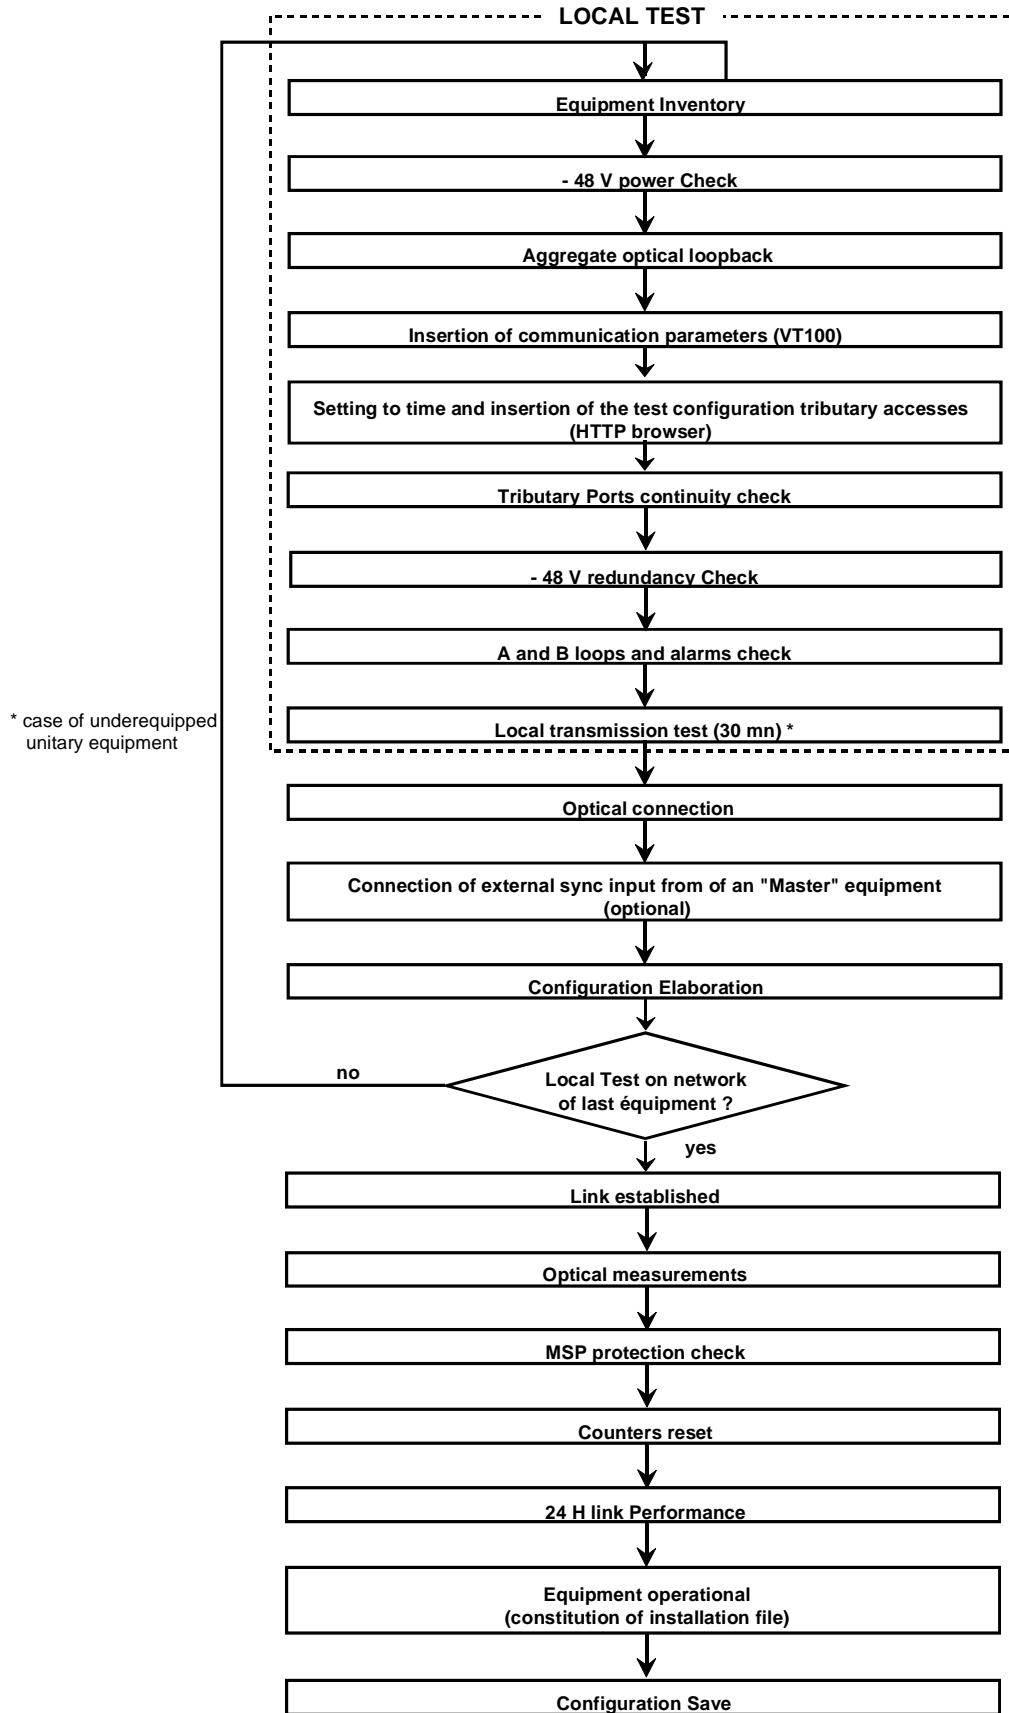 LOCAL TEST
Equipment Inventory
- 48 V power Check
Aggregate optical loopback
Insertion of communication parameters (VT100)
Setting to time and insertion of the test configuration tributary accesses
(HTTP browser)
Tributary Ports continuity check
- 48 V redundancy Check
A and B loops and alarms check
* case of underequipped
unitary equipment
Local transmission test (30 mn) *
Optical connection
Connection of external sync input from of an "Master" equipment
(optional)
Configuration Elaboration
no
Local Test on network
of last équipment ?
yes
Link established
Optical measurements
MSP protection check
Counters reset
24 H link Performance
Equipment operational
(constitution of installation file)
Configuration Save